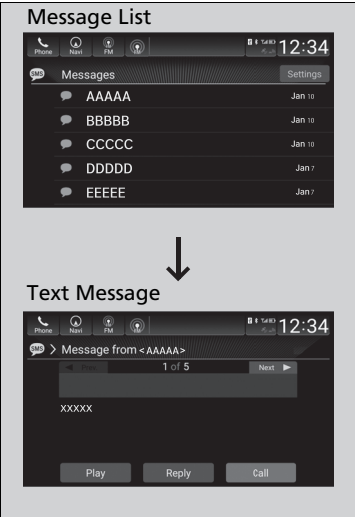 Message List
Phone Navi FM 12:34
SMS Messages Settings
AAAAA Jan 10
BBBBB Jan 10
CCCCC Jan 10
DDDDD Jan 7
EEEEE Jan 7
Text Message
Phone Navi FM 12:34
SMS > Message from <AAAAA>
Prev 1 of 5 Next
xxxxx
Play Reply Call